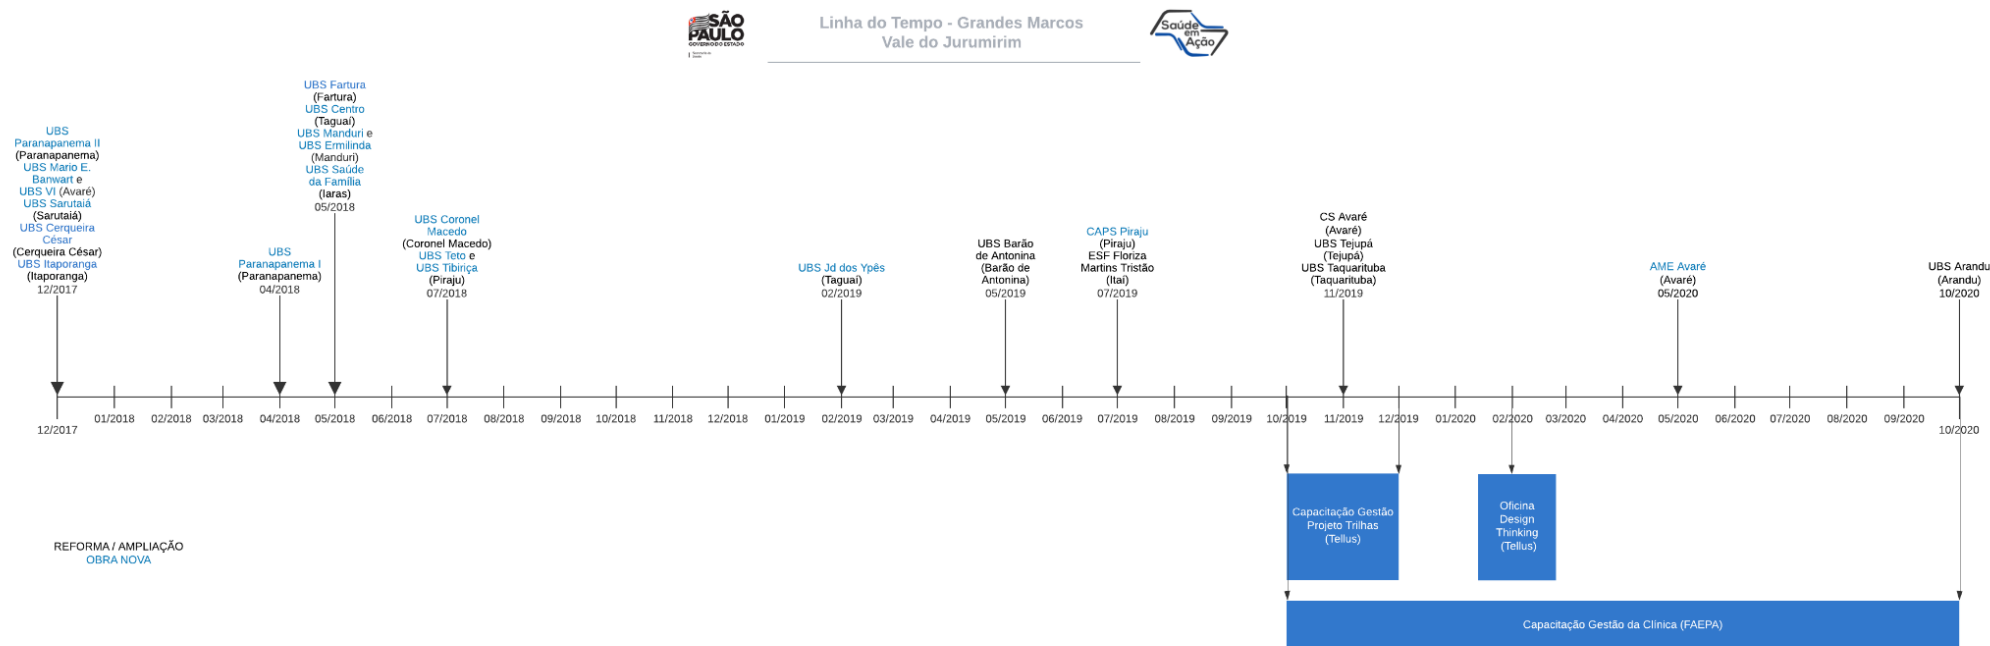 SÃO
PAULO
GOVERNO DO ESTADO
Linha do Tempo - Grandes Marcos
Vale do Jurumirim
Saúde
em
Ação
UBS
Paranapanema II
(Paranapanema)
UBS Mario E.
Banwart e
UBS VI (Avaré)
UBS Sarutaiá
(Sarutaiá)
UBS Cerqueira
César
(Cerqueira César)
UBS Itaporanga
(Itaporanga)
12/2017
UBS
Paranapanema I
(Paranapanema)
04/2018
UBS Fartura
(Fartura)
UBS Centro
(Taguaí)
UBS Manduri e
UBS Ermilinda
(Manduri)
UBS Saúde
da Família
(Iaras)
05/2018
UBS Coronel
Macedo
(Coronel Macedo)
UBS Teto e
UBS Tibiriça
(Piraju)
07/2018
UBS Jd dos Ypês
(Taguaí)
02/2019
UBS Barão
de Antonina
(Barão de
Antonina)
05/2019
CAPS Piraju
(Piraju)
ESF Floriza
Martins Tristão
(Itaí)
07/2019
CS Avaré
(Avaré)
UBS Tejupá
(Tejupá)
UBS Taquarituba
(Taquarituba)
11/2019
AME Avaré
(Avaré)
05/2020
UBS Arandu
(Arandu)
10/2020
12/2017
01/2018
02/2018
03/2018
04/2018
05/2018
06/2018
07/2018
08/2018
09/2018
10/2018
11/2018
12/2018
01/2019
02/2019
03/2019
04/2019
05/2019
06/2019
07/2019
08/2019
09/2019
10/2019
11/2019
12/2019
01/2020
02/2020
03/2020
04/2020
05/2020
06/2020
07/2020
08/2020
09/2020
10/2020
Capacitação Gestão
Projeto Trilhas
(Tellus)
Oficina
Design
Thinking
(Tellus)
REFORMA / AMPLIAÇÃO
OBRA NOVA
Capacitação Gestão da Clínica (FAEPA)